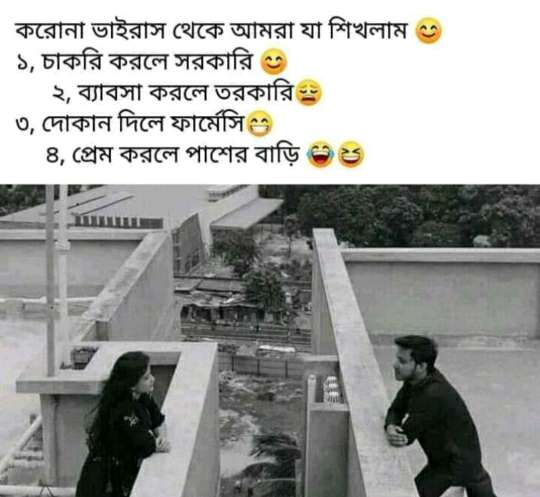 করোনা ভাইরাস থেকে আমরা যা শিখলাম 😊
১, চাকরি করলে সরকারি 😊
২, ব্যাবসা করলে তরকারি😩
৩, দোকান দিলে ফার্মেসি😁
৪, প্রেম করলে পাশের বাড়ি 😂😆